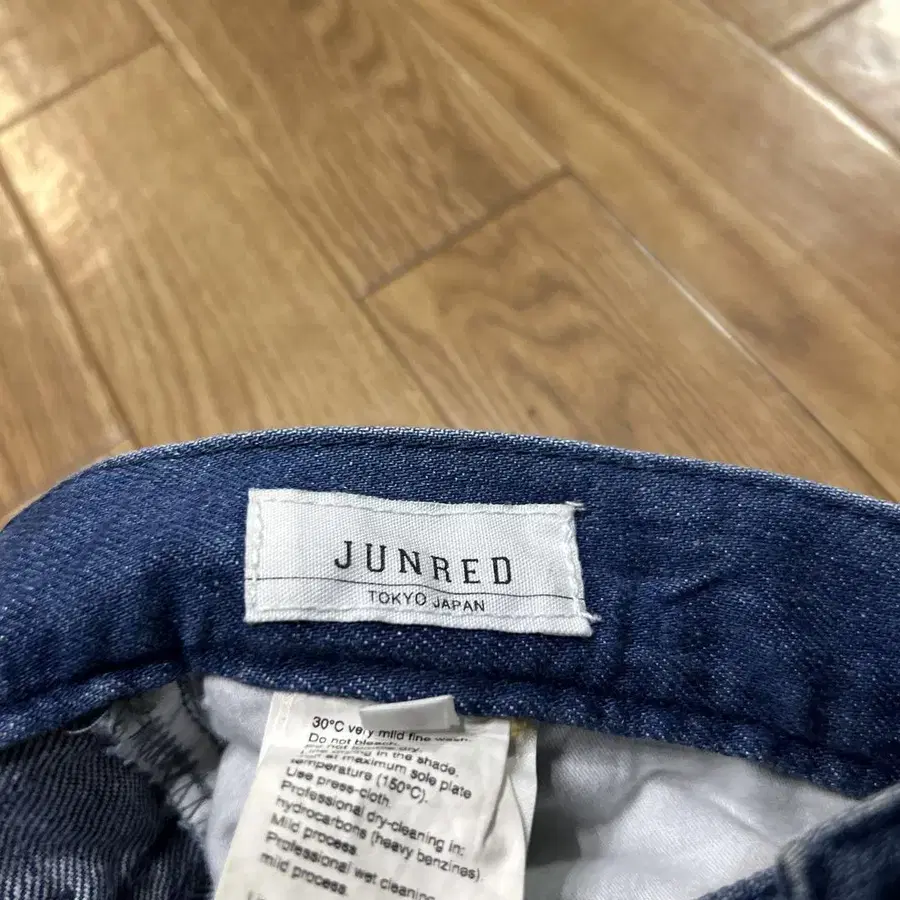 JUNRED
TOKYO JAPAN
30°C very mild fine wash.
Do not bleach.
in the shade.
at maximum sole plate
temperature (150°C).
Use press-cloth.
Professional dry-cleaning in:
hydrocarbons (heavy benzines).
Mild process.
Professional wet cleaning
mild process.